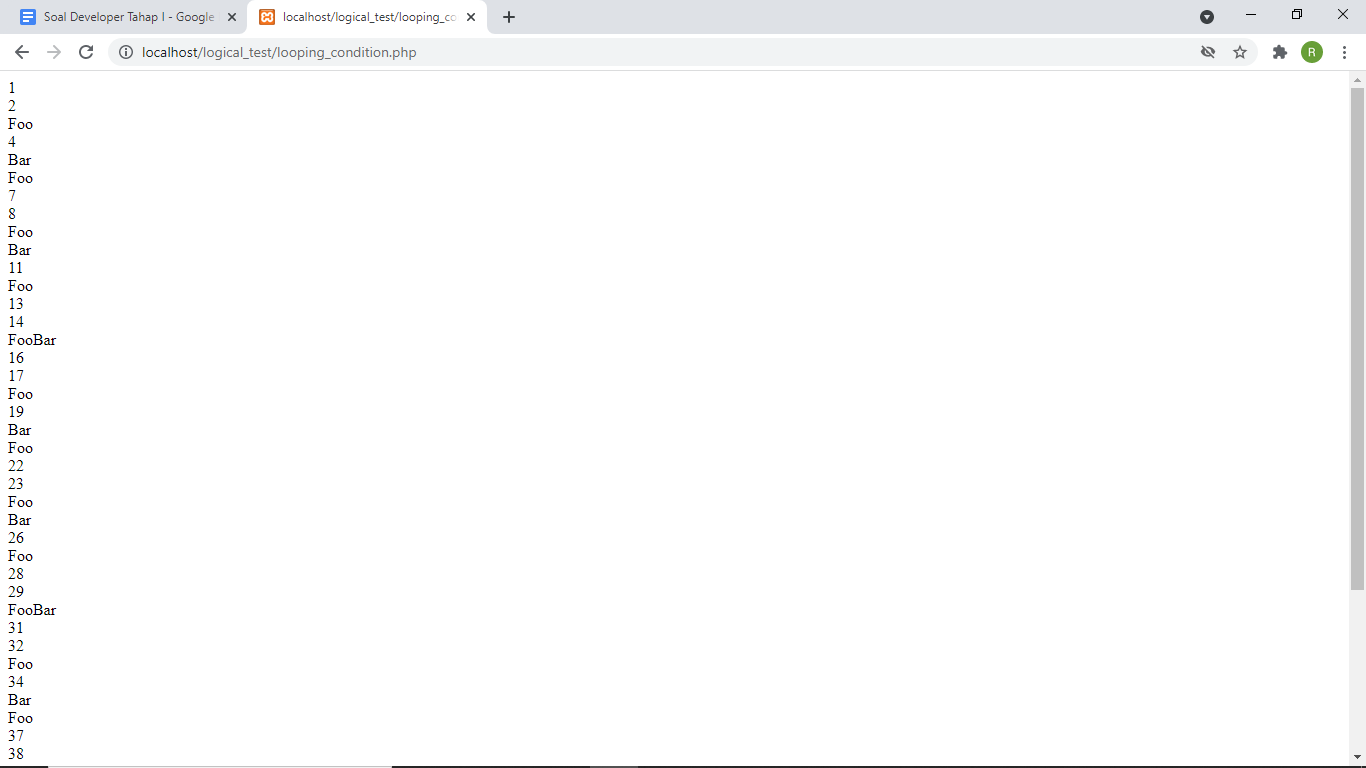 Soal Developer Tahap I - Google
localhost/logical_test/looping_co
localhost/logical_test/looping_condition.php
R
1
2
Foo
4
Bar
Foo
7
8
Foo
Bar
11
Foo
13
14
FooBar
16
17
Foo
19
Bar
Foo
22
23
Foo
Bar
26
Foo
28
29
FooBar
31
32
Foo
34
Bar
Foo
37
38